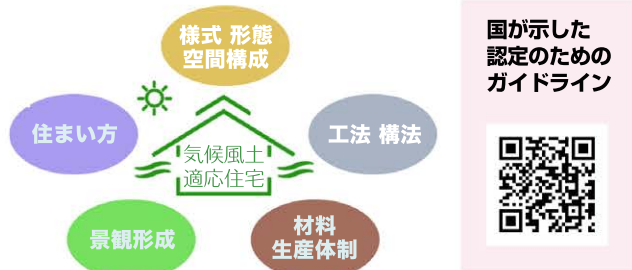 様式 形態
空間構成
住まい方
工法 構法
気候風土
適応住宅
景観形成
材料
生産体制
国が示した
認定のための
ガイドライン